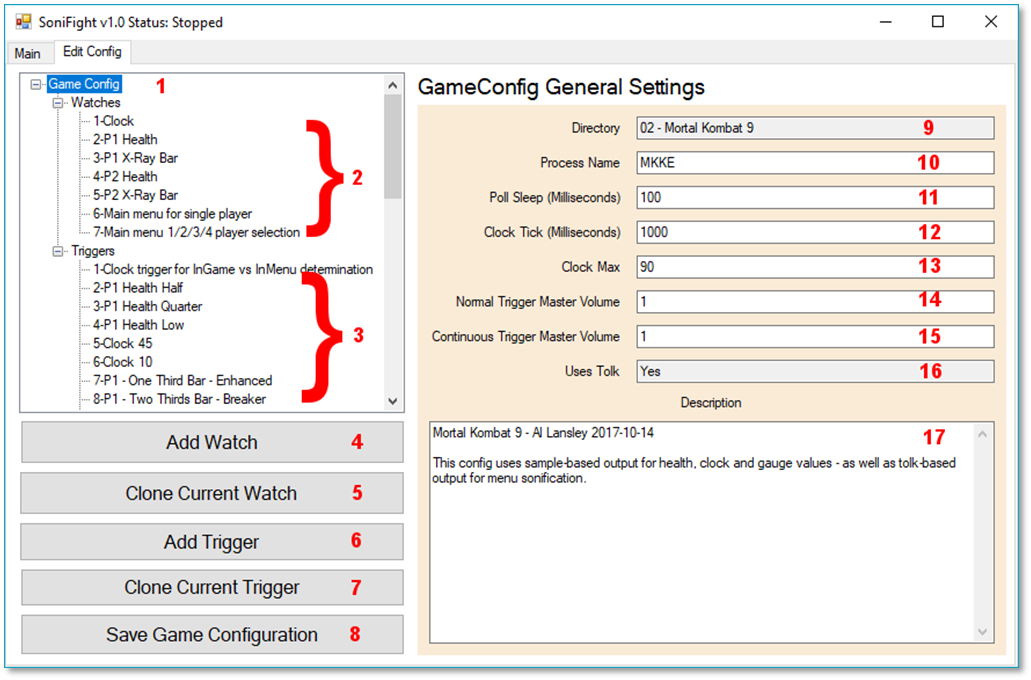 SoniFight v1.0 Status: Stopped
Main
Edit Config
Game Config 1
Watches
1-Clock
2-P1 Health
3-P1 X-Ray Bar
4-P2 Health
5-P2 X-Ray Bar
6-Main menu for single player
7-Main menu 1/2/3/4 player selection
} 2
Triggers
1-Clock trigger for InGame vs InMenu determination
2-P1 Health Half
3-P1 Health Quarter
4-P1 Health Low
5-Clock 45
6-Clock 10
7-P1 - One Third Bar - Enhanced
8-P1 - Two Thirds Bar - Breaker
} 3
Add Watch 4
Clone Current Watch 5
Add Trigger 6
Clone Current Trigger 7
Save Game Configuration 8
GameConfig General Settings
Directory 02 - Mortal Kombat 9 9
Process Name MKKE 10
Poll Sleep (Milliseconds) 100 11
Clock Tick (Milliseconds) 1000 12
Clock Max 90 13
Normal Trigger Master Volume 1 14
Continuous Trigger Master Volume 1 15
Uses Tolk Yes 16
Description
Mortal Kombat 9 - Al Lansley 2017-10-14 17
This config uses sample-based output for health, clock and gauge values - as well as tolk-based
output for menu sonification.